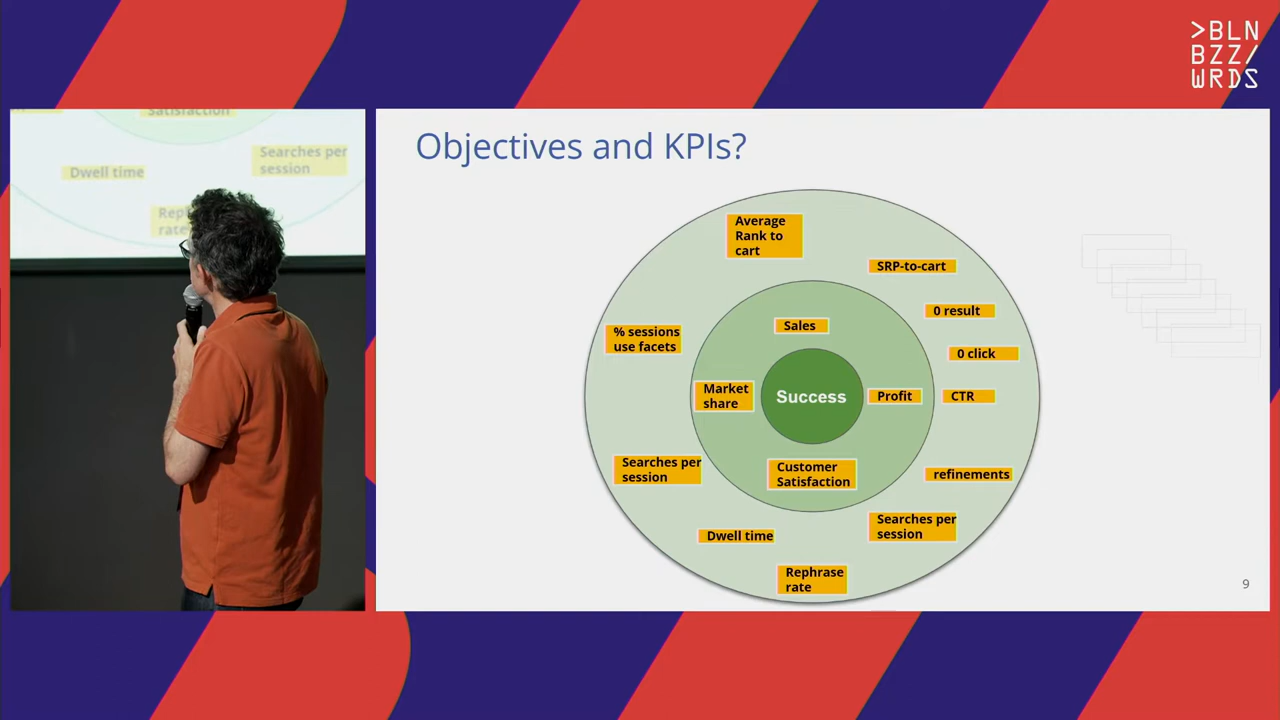 >BLN
BZZ/
WRDS
Satisfaction
Dwell time
Searches per
session
Objectives and KPIs?
Average
Rank to
cart
SRP-to-cart
0 result
Sales
% sessions
use facets
0 click
Market
share
Success
Profit
CTR
Searches per
session
Customer
Satisfaction
refinements
Searches per
session
Dwell time
Rephrase
rate
9